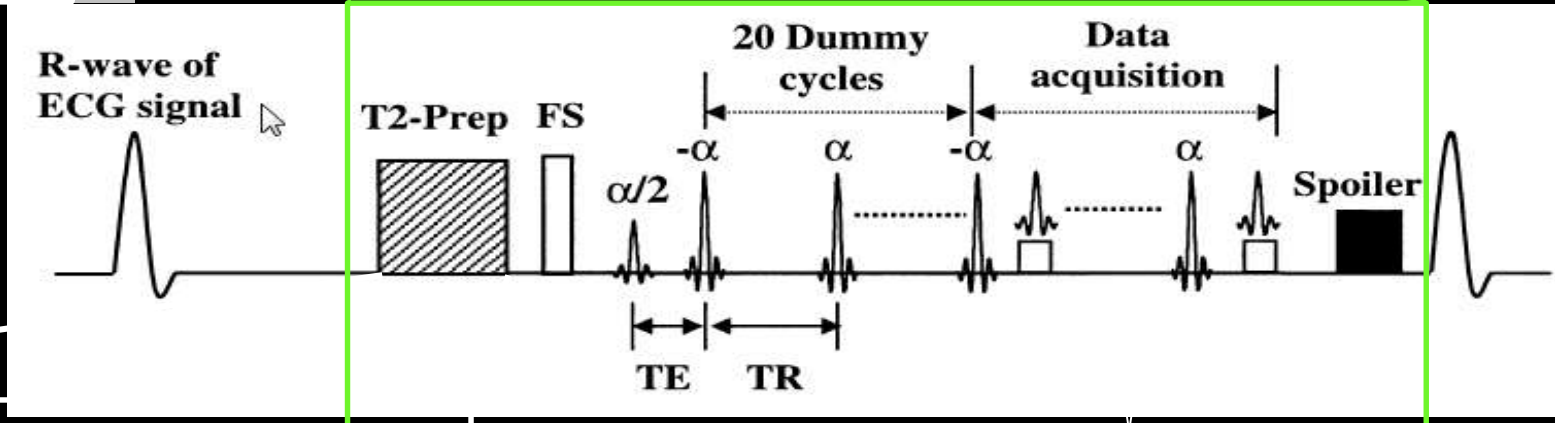 R-wave of
ECG signal
T2-Prep
FS
20 Dummy
cycles
Data
acquisition
α/2
-α
α
-α
α
Spoiler
TE
TR